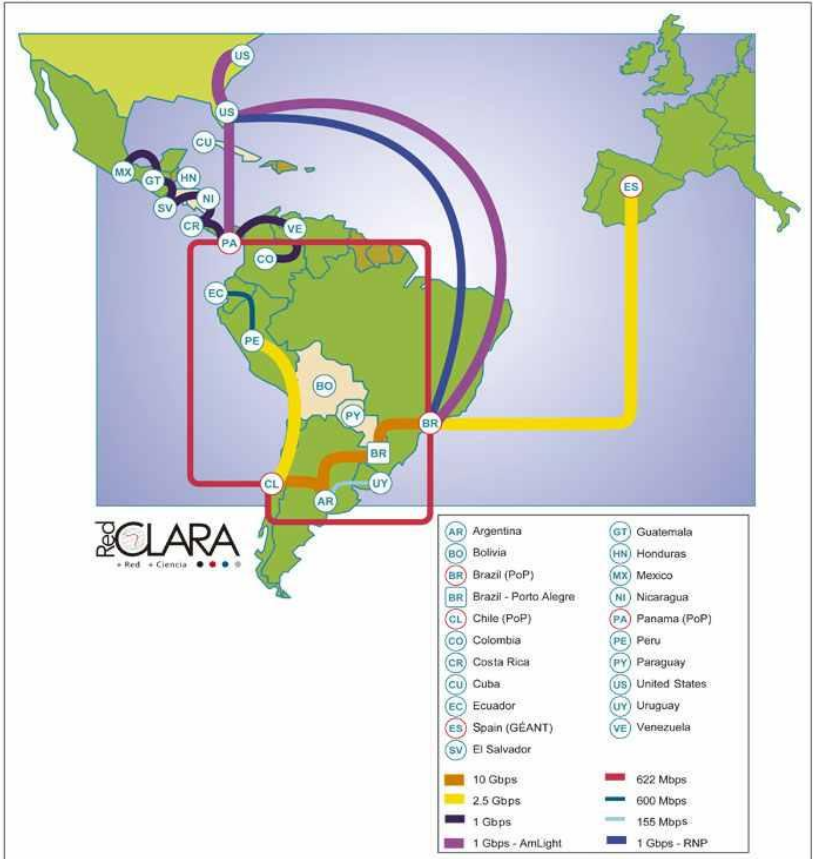 US
US
CU
MX
GT
HN
SV
NI
CR
PA
VE
CO
EC
PE
BO
PY
BR
BR
CL
AR
UY
ES
Red CLARA
+ Red + Ciencia
AR Argentina
BO Bolivia
BR Brazil (PoP)
BR Brazil - Porto Alegre
CL Chile (PoP)
CO Colombia
CR Costa Rica
CU Cuba
EC Ecuador
ES Spain (GÉANT)
SV El Salvador
GT Guatemala
HN Honduras
MX Mexico
NI Nicaragua
PA Panama (PoP)
PE Peru
PY Paraguay
US United States
UY Uruguay
VE Venezuela
10 Gbps
2.5 Gbps
1 Gbps
1 Gbps - AmLight
622 Mbps
600 Mbps
155 Mbps
1 Gbps - RNP